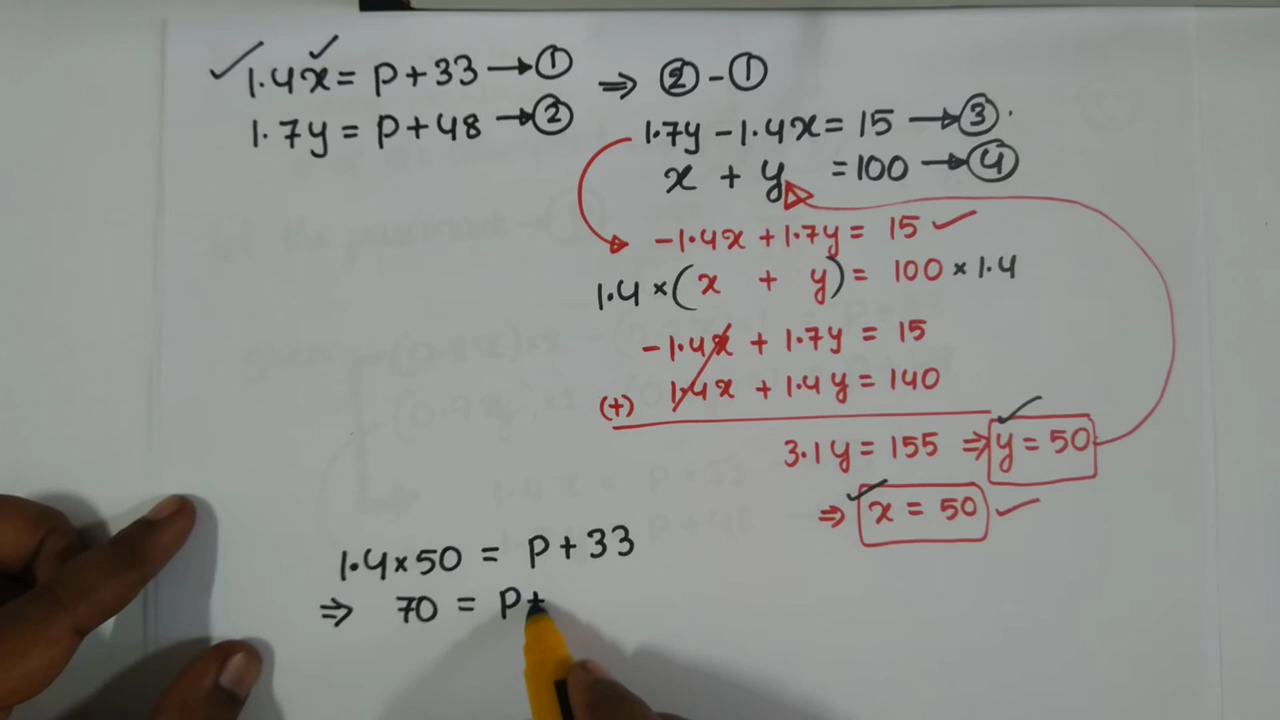 1.4x = P+33 → ①
1.7y = P+48 → ②
⇒ ② - ①
1.7y - 1.4x = 15 → ③
x + y = 100 → ④
-1.4x + 1.7y = 15
1.4 × (x + y) = 100 × 1.4
-1.4x + 1.7y = 15
(+) 1.4x + 1.4y = 140
3.1y = 155 ⇒ y = 50
⇒ x = 50
1.4×50 = P+33
⇒ 70 = P+